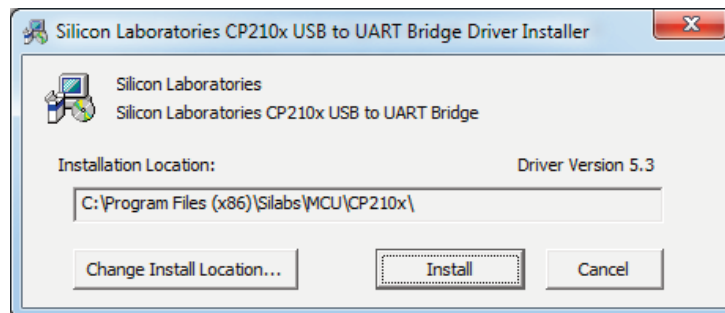 Silicon Laboratories CP210x USB to UART Bridge Driver Installer
Silicon Laboratories
Silicon Laboratories CP210x USB to UART Bridge
Installation Location: Driver Version 5.3
C:\Program Files (x86)\Silabs\MCU\CP210x\
Change Install Location... Install Cancel